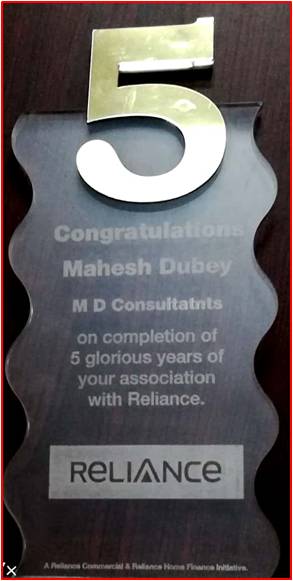 5
Congratulations
Mahesh Dubey
M D Consultatnts
on completion of
5 glorious years of
your association
with Reliance.
RELIANCE
A Reliance Commercial & Reliance Home Finance Initiative.